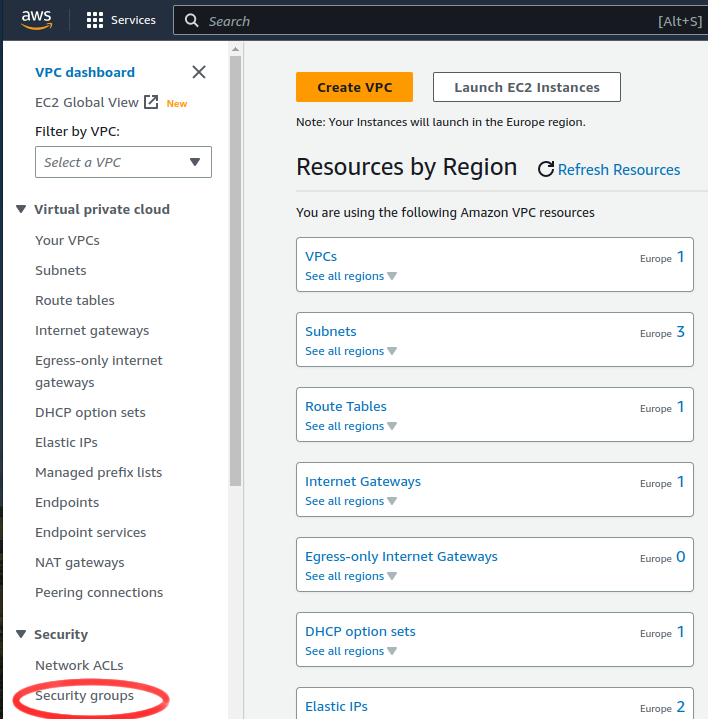 aws
Services
Search
[Alt+S]
VPC dashboard
EC2 Global View
New
Filter by VPC:
Select a VPC
Virtual private cloud
Your VPCs
Subnets
Route tables
Internet gateways
Egress-only internet
gateways
DHCP option sets
Elastic IPs
Managed prefix lists
Endpoints
Endpoint services
NAT gateways
Peering connections
Security
Network ACLs
Security groups
Create VPC
Launch EC2 Instances
Note: Your Instances will launch in the Europe region.
Resources by Region
Refresh Resources
You are using the following Amazon VPC resources
VPCs
Europe 1
See all regions
Subnets
Europe 3
See all regions
Route Tables
Europe 1
See all regions
Internet Gateways
Europe 1
See all regions
Egress-only Internet Gateways
Europe 0
See all regions
DHCP option sets
Europe 1
See all regions
Elastic IPs
Europe 2